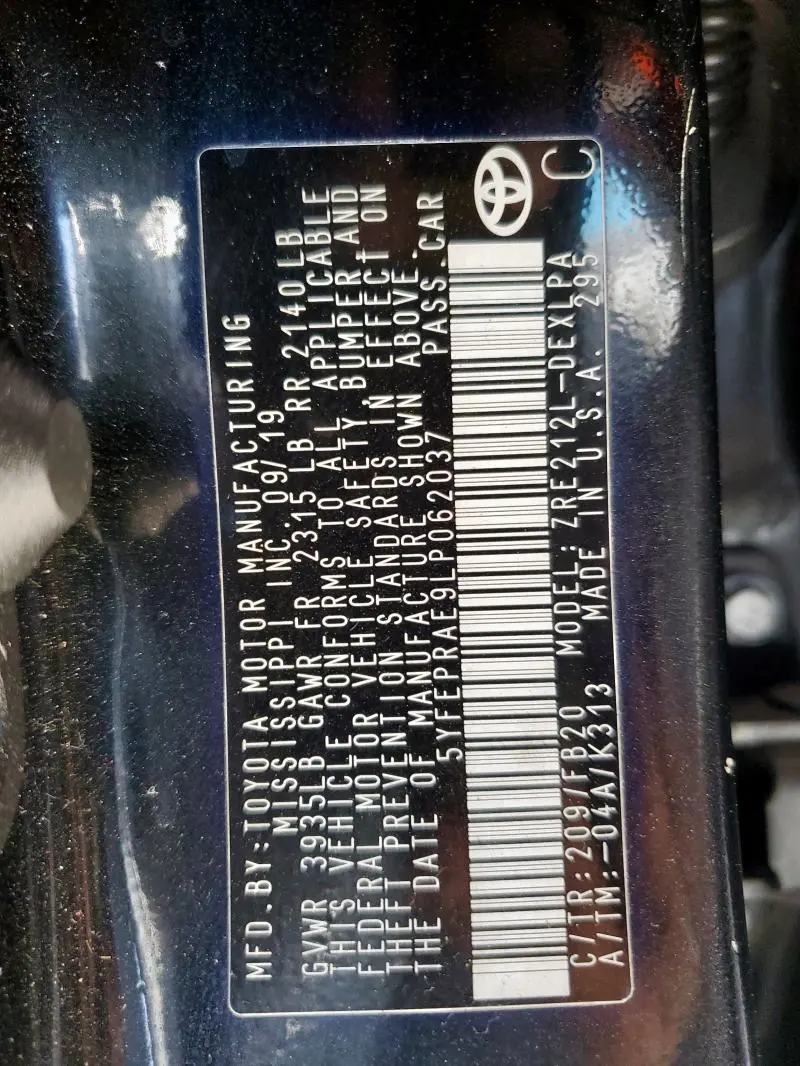 MFD.BY:TOYOTA MOTOR MANUFACTURING
MISSISSIPPI INC. 09/19
GVWR 3935LB GAWR FR 2315 LB RR 2140LB
THIS VEHICLE CONFORMS TO ALL APPLICABLE
FEDERAL MOTOR VEHICLE SAFETY, BUMPER AND
THEFT PREVENTION STANDARDS IN EFFECT ON
THE DATE OF MANUFACTURE SHOWN ABOVE.
5YFEPRAE9LP062037 PASS.CAR
C/TR:209/FB20 MODEL:ZRE212L-DEXLPA
A/TM:-04A/K313 MADE IN U.S.A. 295
C